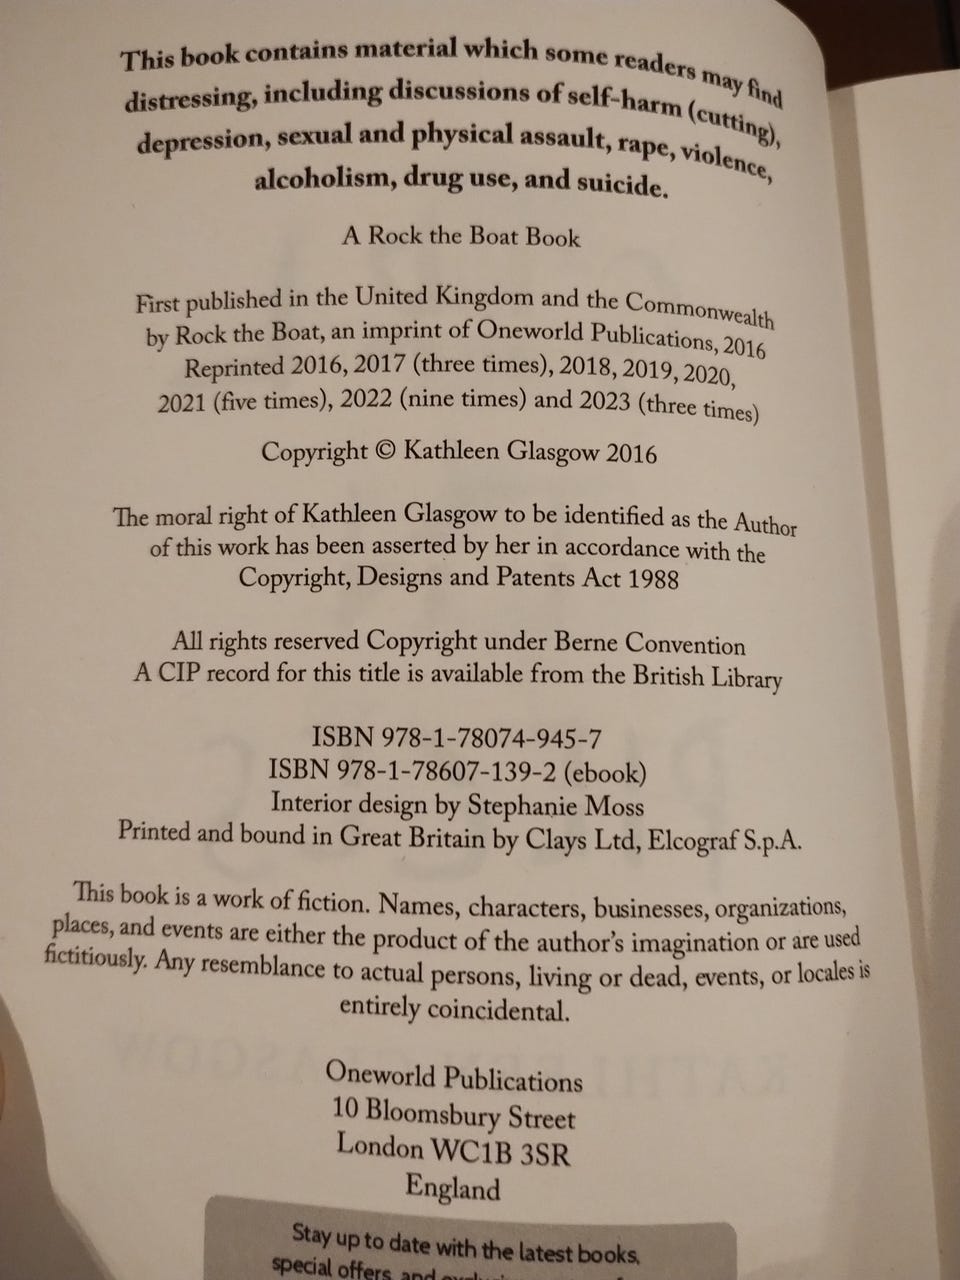 This book contains material which some readers may find
distressing, including discussions of self-harm (cutting),
depression, sexual and physical assault, rape, violence,
alcoholism, drug use, and suicide.
A Rock the Boat Book
First published in the United Kingdom and the Commonwealth
by Rock the Boat, an imprint of Oneworld Publications, 2016
Reprinted 2016, 2017 (three times), 2018, 2019, 2020,
2021 (five times), 2022 (nine times) and 2023 (three times)
Copyright © Kathleen Glasgow 2016
The moral right of Kathleen Glasgow to be identified as the Author
of this work has been asserted by her in accordance with the
Copyright, Designs and Patents Act 1988
All rights reserved Copyright under Berne Convention
A CIP record for this title is available from the British Library
ISBN 978-1-78074-945-7
ISBN 978-1-78607-139-2 (ebook)
Interior design by Stephanie Moss
Printed and bound in Great Britain by Clays Ltd, Elcograf S.p.A.
This book is a work of fiction. Names, characters, businesses, organizations,
places, and events are either the product of the author's imagination or are used
fictitiously. Any resemblance to actual persons, living or dead, events, or locales is
entirely coincidental.
Oneworld Publications
10 Bloomsbury Street
London WC1B 3SR
England
Stay up to date with the latest books,
special offers, and